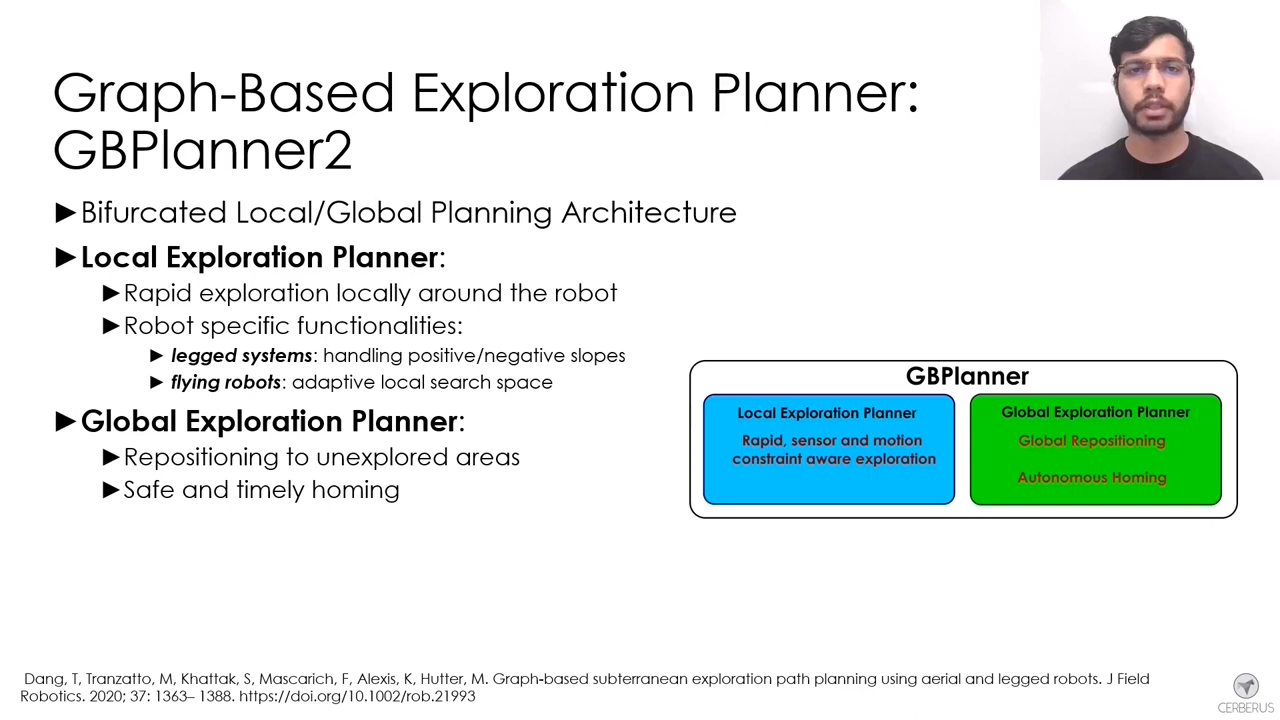 Graph-Based Exploration Planner:
GBPlanner2
►Bifurcated Local/Global Planning Architecture
►Local Exploration Planner:
►Rapid exploration locally around the robot
►Robot specific functionalities:
► legged systems: handling positive/negative slopes
► flying robots: adaptive local search space
►Global Exploration Planner:
►Repositioning to unexplored areas
►Safe and timely homing
GBPlanner
Local Exploration Planner
Rapid, sensor and motion
constraint aware exploration
Global Exploration Planner
Global Repositioning
Autonomous Homing
Dang, T, Tranzatto, M, Khattak, S, Mascarich, F, Alexis, K, Hutter, M. Graph-based subterranean exploration path planning using aerial and legged robots. J Field
Robotics. 2020; 37: 1363– 1388. https://doi.org/10.1002/rob.21993
CERBERUS